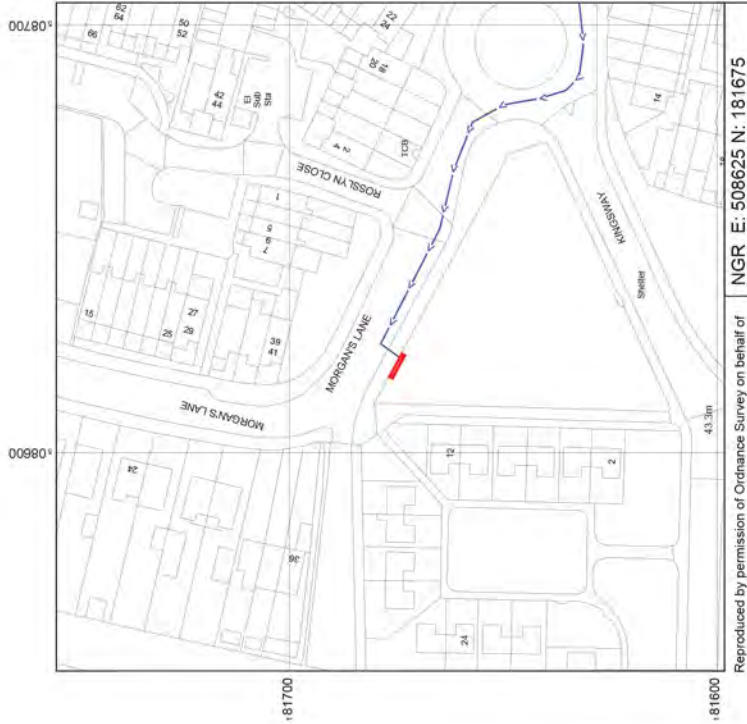 ⁵08700
62
64
66
50
52
22
24
42
44
El
Sub
Sta
18
20
2
4
TCB
ROSSLYN CLOSE
1
5
9
7
15
25
27
29
39
41
14
KINGSWAY
Shelter
MORGAN'S LANE
MORGAN'S LANE
⁵08600
24
36
12
2
24
43.3m
¹81700
¹81600
Reproduced by permission of Ordnance Survey on behalf of
NGR E: 508625 N: 181675